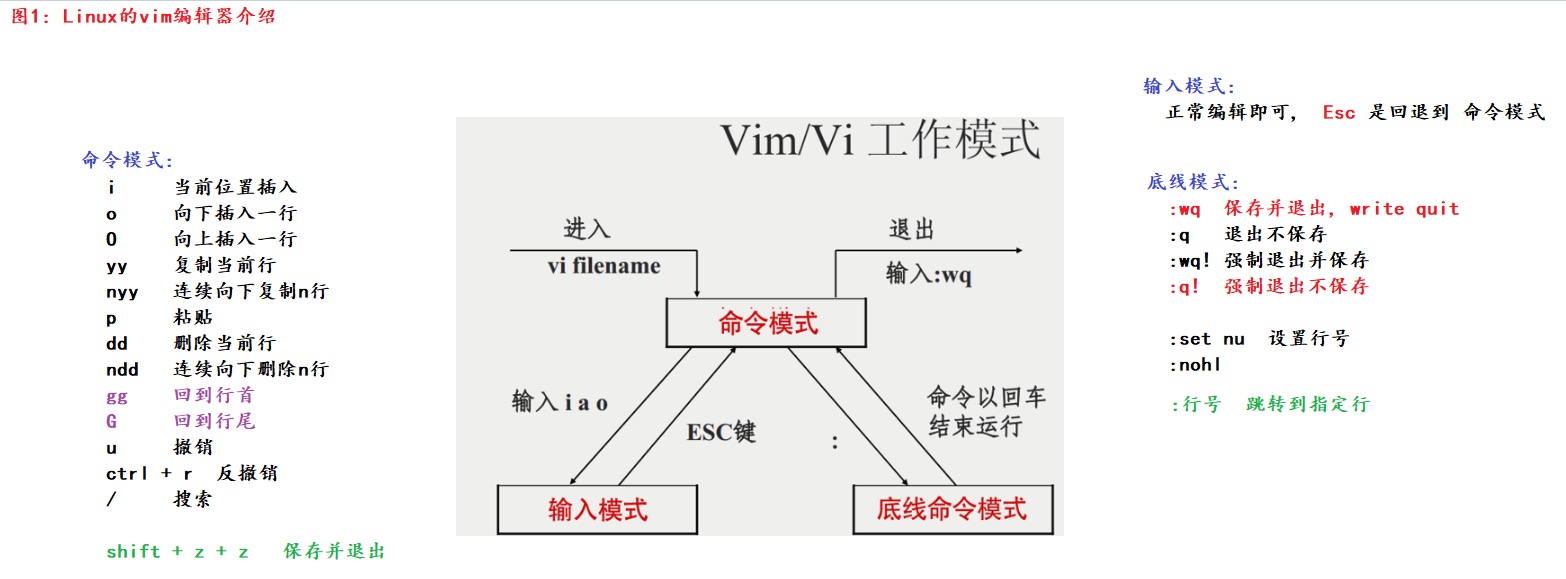 图1: Linux的vim编辑器介绍
命令模式:
i 当前位置插入
o 向下插入一行
O 向上插入一行
yy 复制当前行
nyy 连续向下复制n行
p 粘贴
dd 删除当前行
ndd 连续向下删除n行
gg 回到行首
G 回到行尾
u 撤销
ctrl + r 反撤销
/ 搜索
shift + z + z 保存并退出
Vim/Vi 工作模式
进入
vi filename
退出
输入:wq
命令模式
输入 i a o
ESC键
:
命令以回车
结束运行
输入模式
底线命令模式
输入模式:
正常编辑即可, Esc 是回退到 命令模式
底线模式:
:wq 保存并退出, write quit
:q 退出不保存
:wq! 强制退出并保存
:q! 强制退出不保存
:set nu 设置行号
:nohl
:行号 跳转到指定行